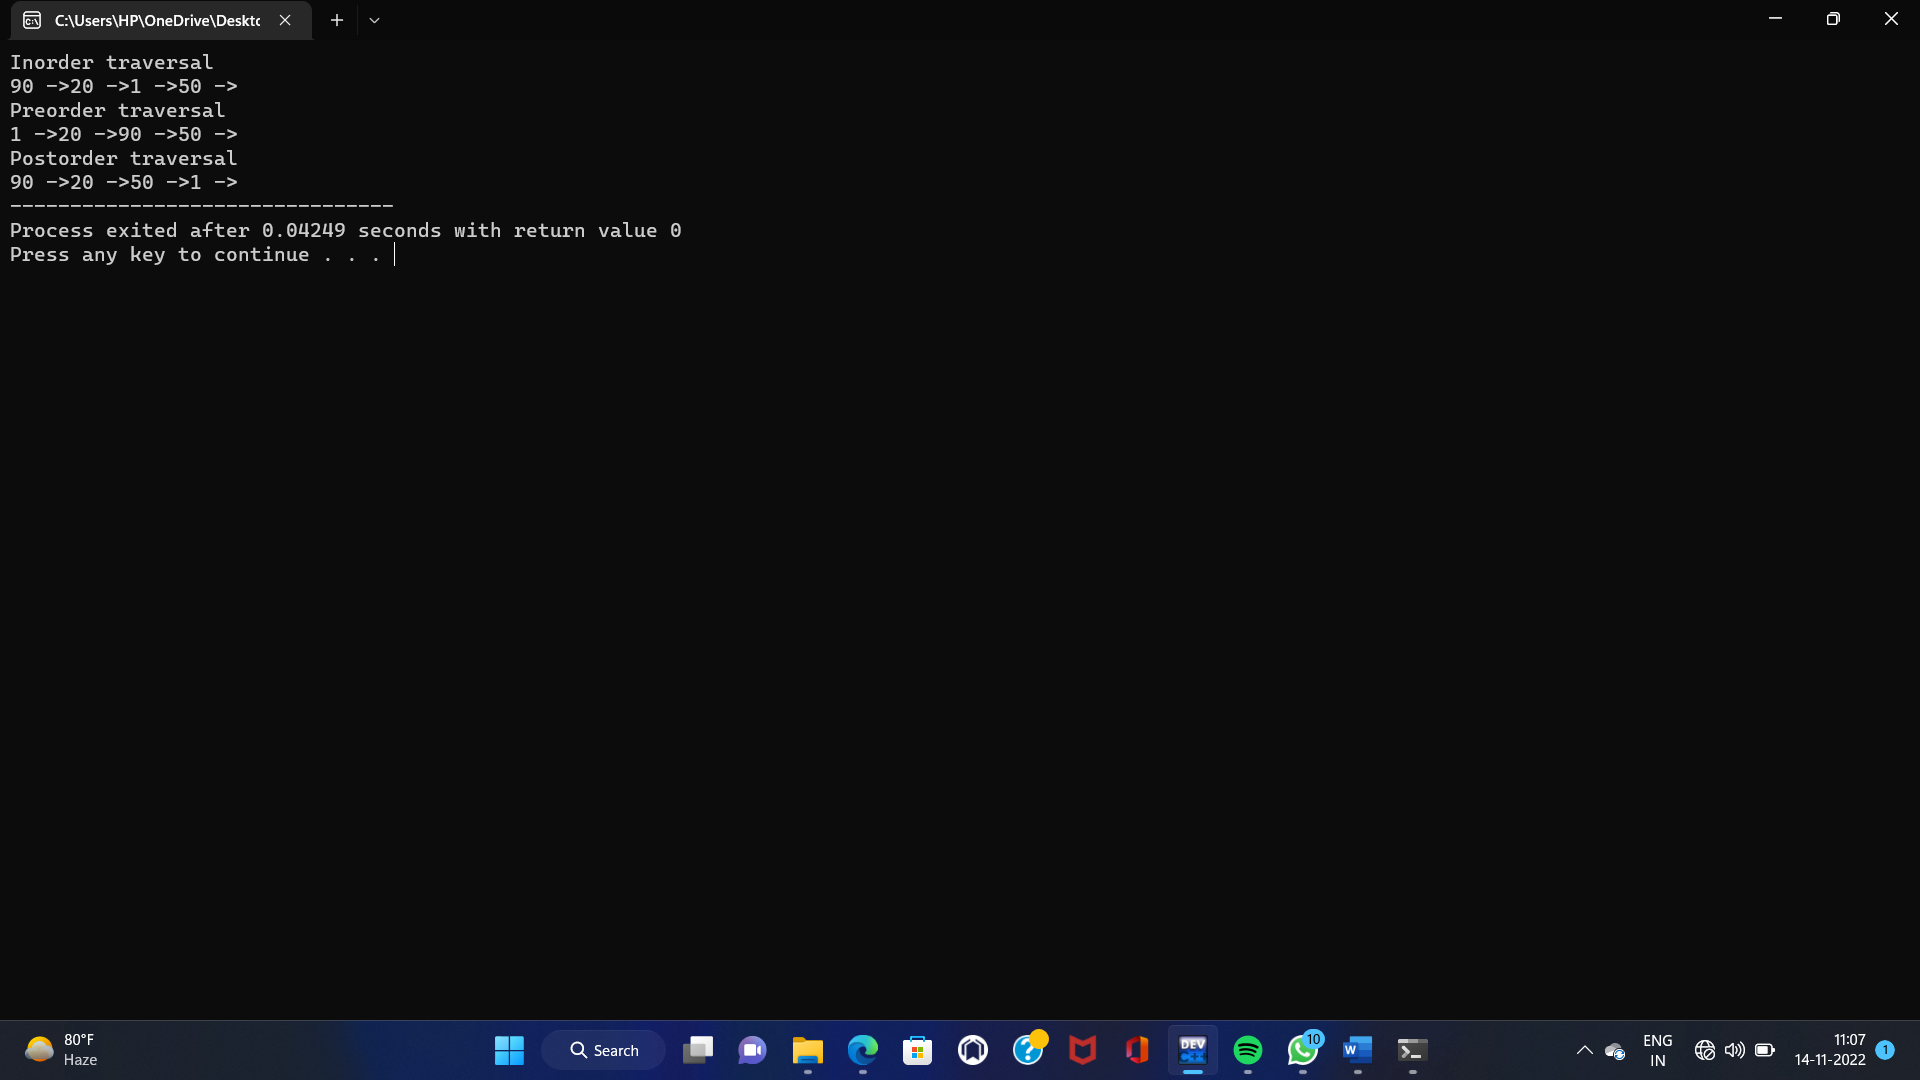 C:\Users\HP\OneDrive\Deskto
Inorder traversal
90 ->20 ->1 ->50 ->
Preorder traversal
1 ->20 ->90 ->50 ->
Postorder traversal
90 ->20 ->50 ->1 ->
--------------------------------
Process exited after 0.04249 seconds with return value 0
Press any key to continue . . .
80°F
Haze
Search
DEV
C++
10
W
ENG
IN
11:07
14-11-2022
1